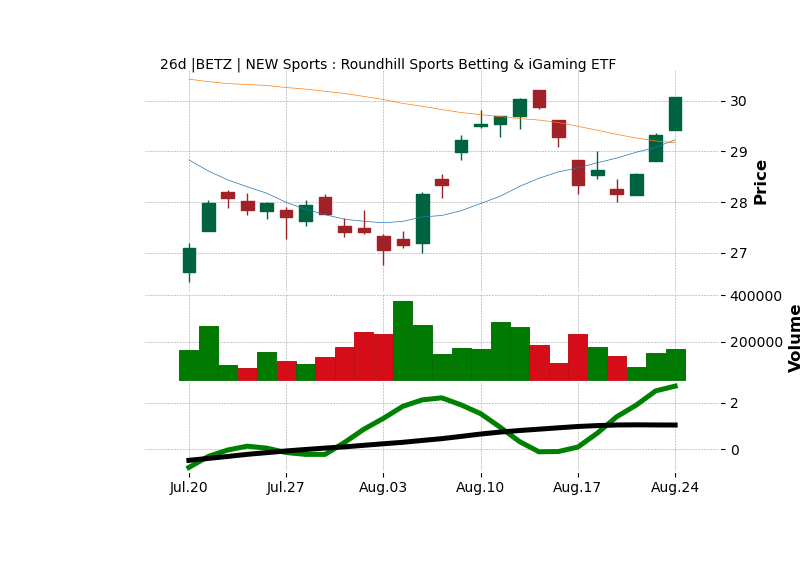 26d |BETZ | NEW Sports : Roundhill Sports Betting & iGaming ETF
30
29
28
27
Price
400000
200000
Volume
2
0
Jul.20 Jul.27 Aug.03 Aug.10 Aug.17 Aug.24